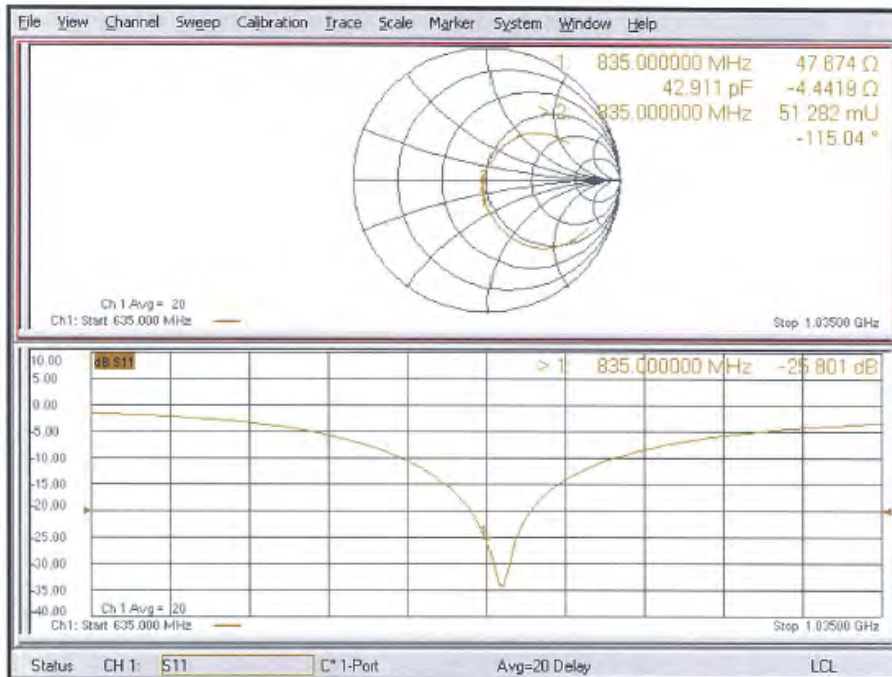 File View Channel Sweep Calibration Trace Scale Marker System Window Help
1: 835.000000 MHz 47.674 Ω
42.911 pF -4.4419 Ω
> 2: 835.000000 MHz 51.282 mU
-115.04 °
Ch 1 Avg = 20
Ch1: Start 635.000 MHz
Stop 1.03500 GHz
10.00
dB S11
> 1: 835.000000 MHz -25.801 dB
5.00
0.00
-5.00
-10.00
-15.00
-20.00
-25.00
-30.00
-35.00
-40.00
Ch 1 Avg = 20
Ch1: Start 635.000 MHz
Stop 1.03500 GHz
Status CH 1: S11 C* 1-Port Avg=20 Delay LCL